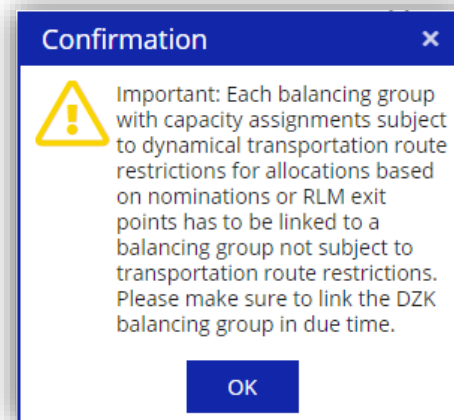 Confirmation ×
Important: Each balancing group
with capacity assignments subject
to dynamical transportation route
restrictions for allocations based
on nominations or RLM exit
points has to be linked to a
balancing group not subject to
transportation route restrictions.
Please make sure to link the DZK
balancing group in due time.
OK